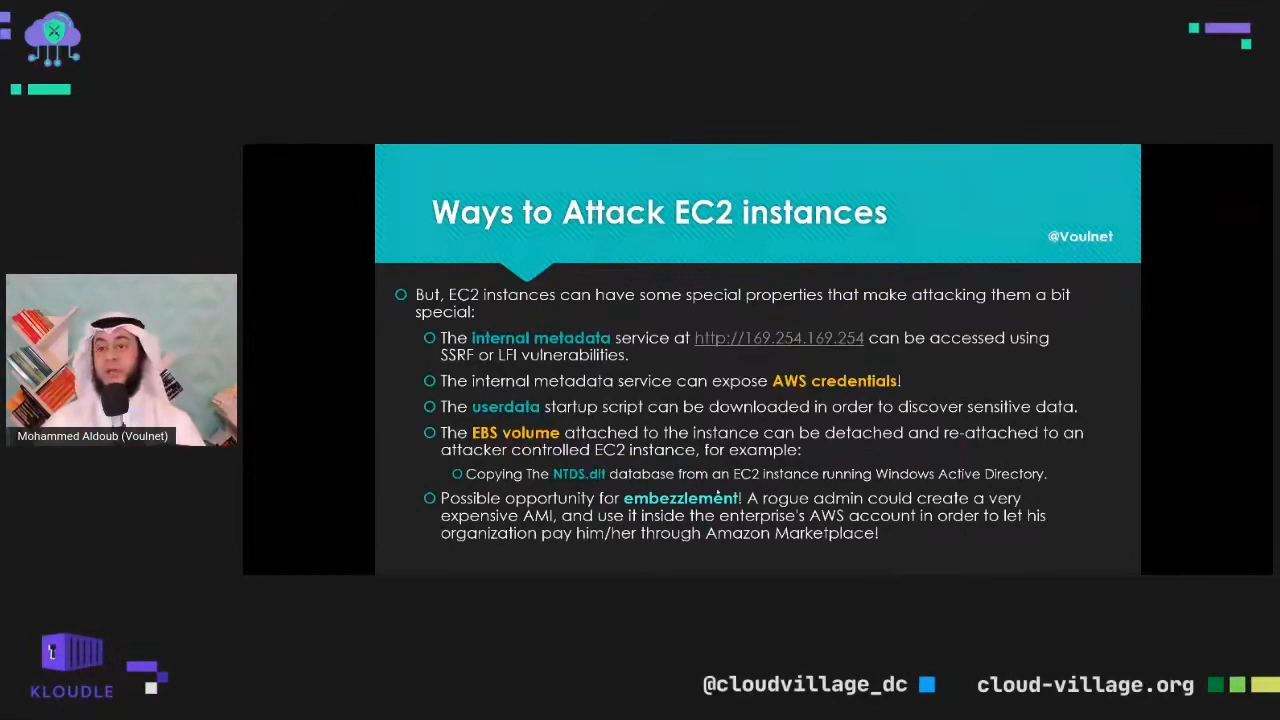 Ways to Attack EC2 instances
@Voulnet
But, EC2 instances can have some special properties that make attacking them a bit
special:
The internal metadata service at http://169.254.169.254 can be accessed using
SSRF or LFI vulnerabilities.
The internal metadata service can expose AWS credentials!
The userdata startup script can be downloaded in order to discover sensitive data.
The EBS volume attached to the instance can be detached and re-attached to an
attacker controlled EC2 instance, for example:
Copying The NTDS.dit database from an EC2 instance running Windows Active Directory.
Possible opportunity for embezzlement! A rogue admin could create a very
expensive AMI, and use it inside the enterprise's AWS account in order to let his
organization pay him/her through Amazon Marketplace!
Mohammed Aldoub (Voulnet)
KLOUDLE
@cloudvillage_dc
cloud-village.org